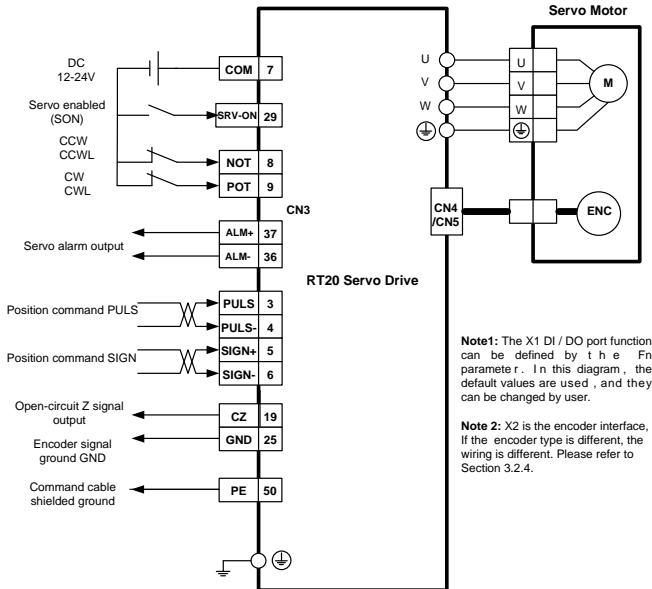 Servo Motor
DC
12-24V
COM 7
Servo enabled
(SON)
SRV-ON 29
CCW
CCWL
NOT 8
CW
CWL
POT 9
CN3
Servo alarm output
ALM+ 37
ALM- 36
RT20 Servo Drive
Position command PULS
PULS 3
PULS- 4
Position command SIGN
SIGN+ 5
SIGN- 6
Open-circuit Z signal
output
CZ 19
Encoder signal
ground GND
GND 25
Command cable
shielded ground
PE 50
U
V
W
U
V
W
M
CN4
/CN5
ENC
Note1: The X1 DI / DO port function
can be defined by t h e Fn
paramete r . I n this diagram , the
default values are used , and they
can be changed by user.
Note 2: X2 is the encoder interface,
If the encoder type is different, the
wiring is different. Please refer to
Section 3.2.4.